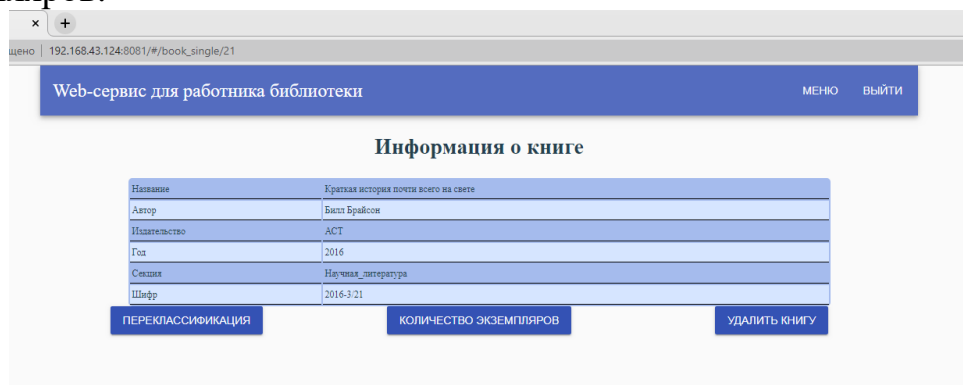 × +
192.168.43.124:8081/#/book_single/21
Web-сервис для работника библиотеки МЕНЮ ВЫЙТИ
Информация о книге
Название Краткая история почти всего на свете
Автор Билл Брайсон
Издательство АСТ
Год 2016
Секция Научная_литература
Шифр 2016-3/21
ПЕРЕКЛАССИФИКАЦИЯ КОЛИЧЕСТВО ЭКЗЕМПЛЯРОВ УДАЛИТЬ КНИГУ